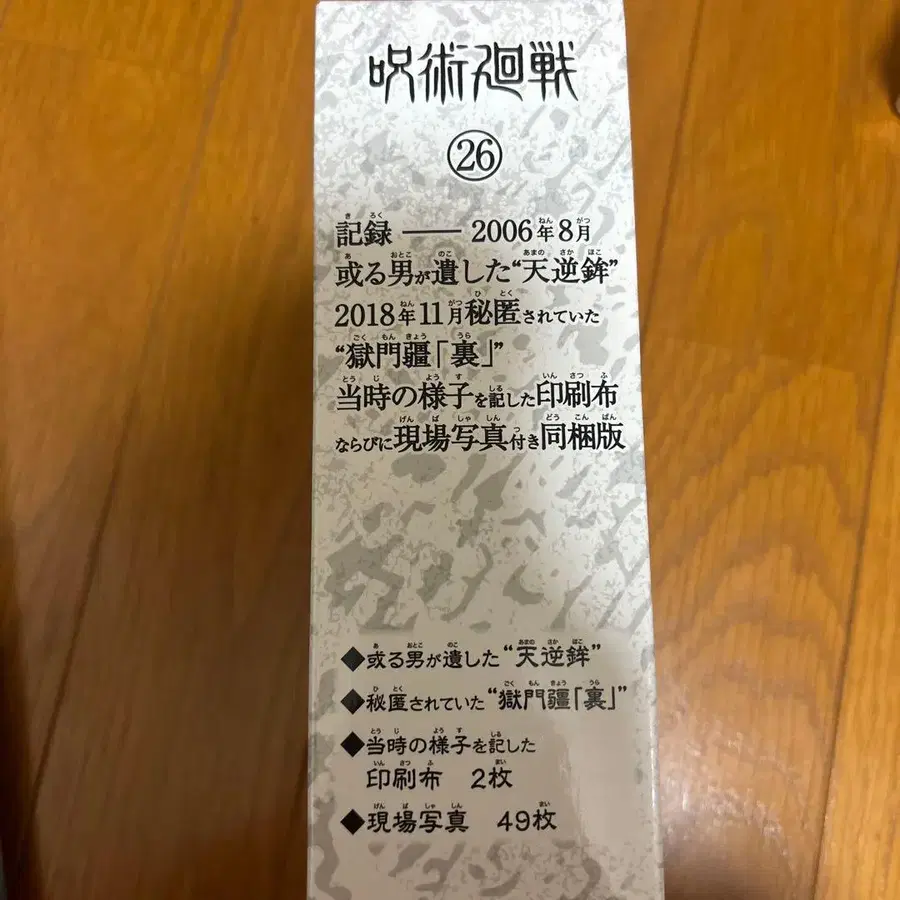 呪術廻戦
㉖
記録 ―― 2006年8月
或る男が遺した“天逆鉾”
2018年11月秘匿されていた
“獄門疆「裏」”
当時の様子を記した印刷布
ならびに現場写真付き同梱版
◆或る男が遺した“天逆鉾”
◆秘匿されていた“獄門疆「裏」”
◆当時の様子を記した
印刷布 2枚
◆現場写真 49枚